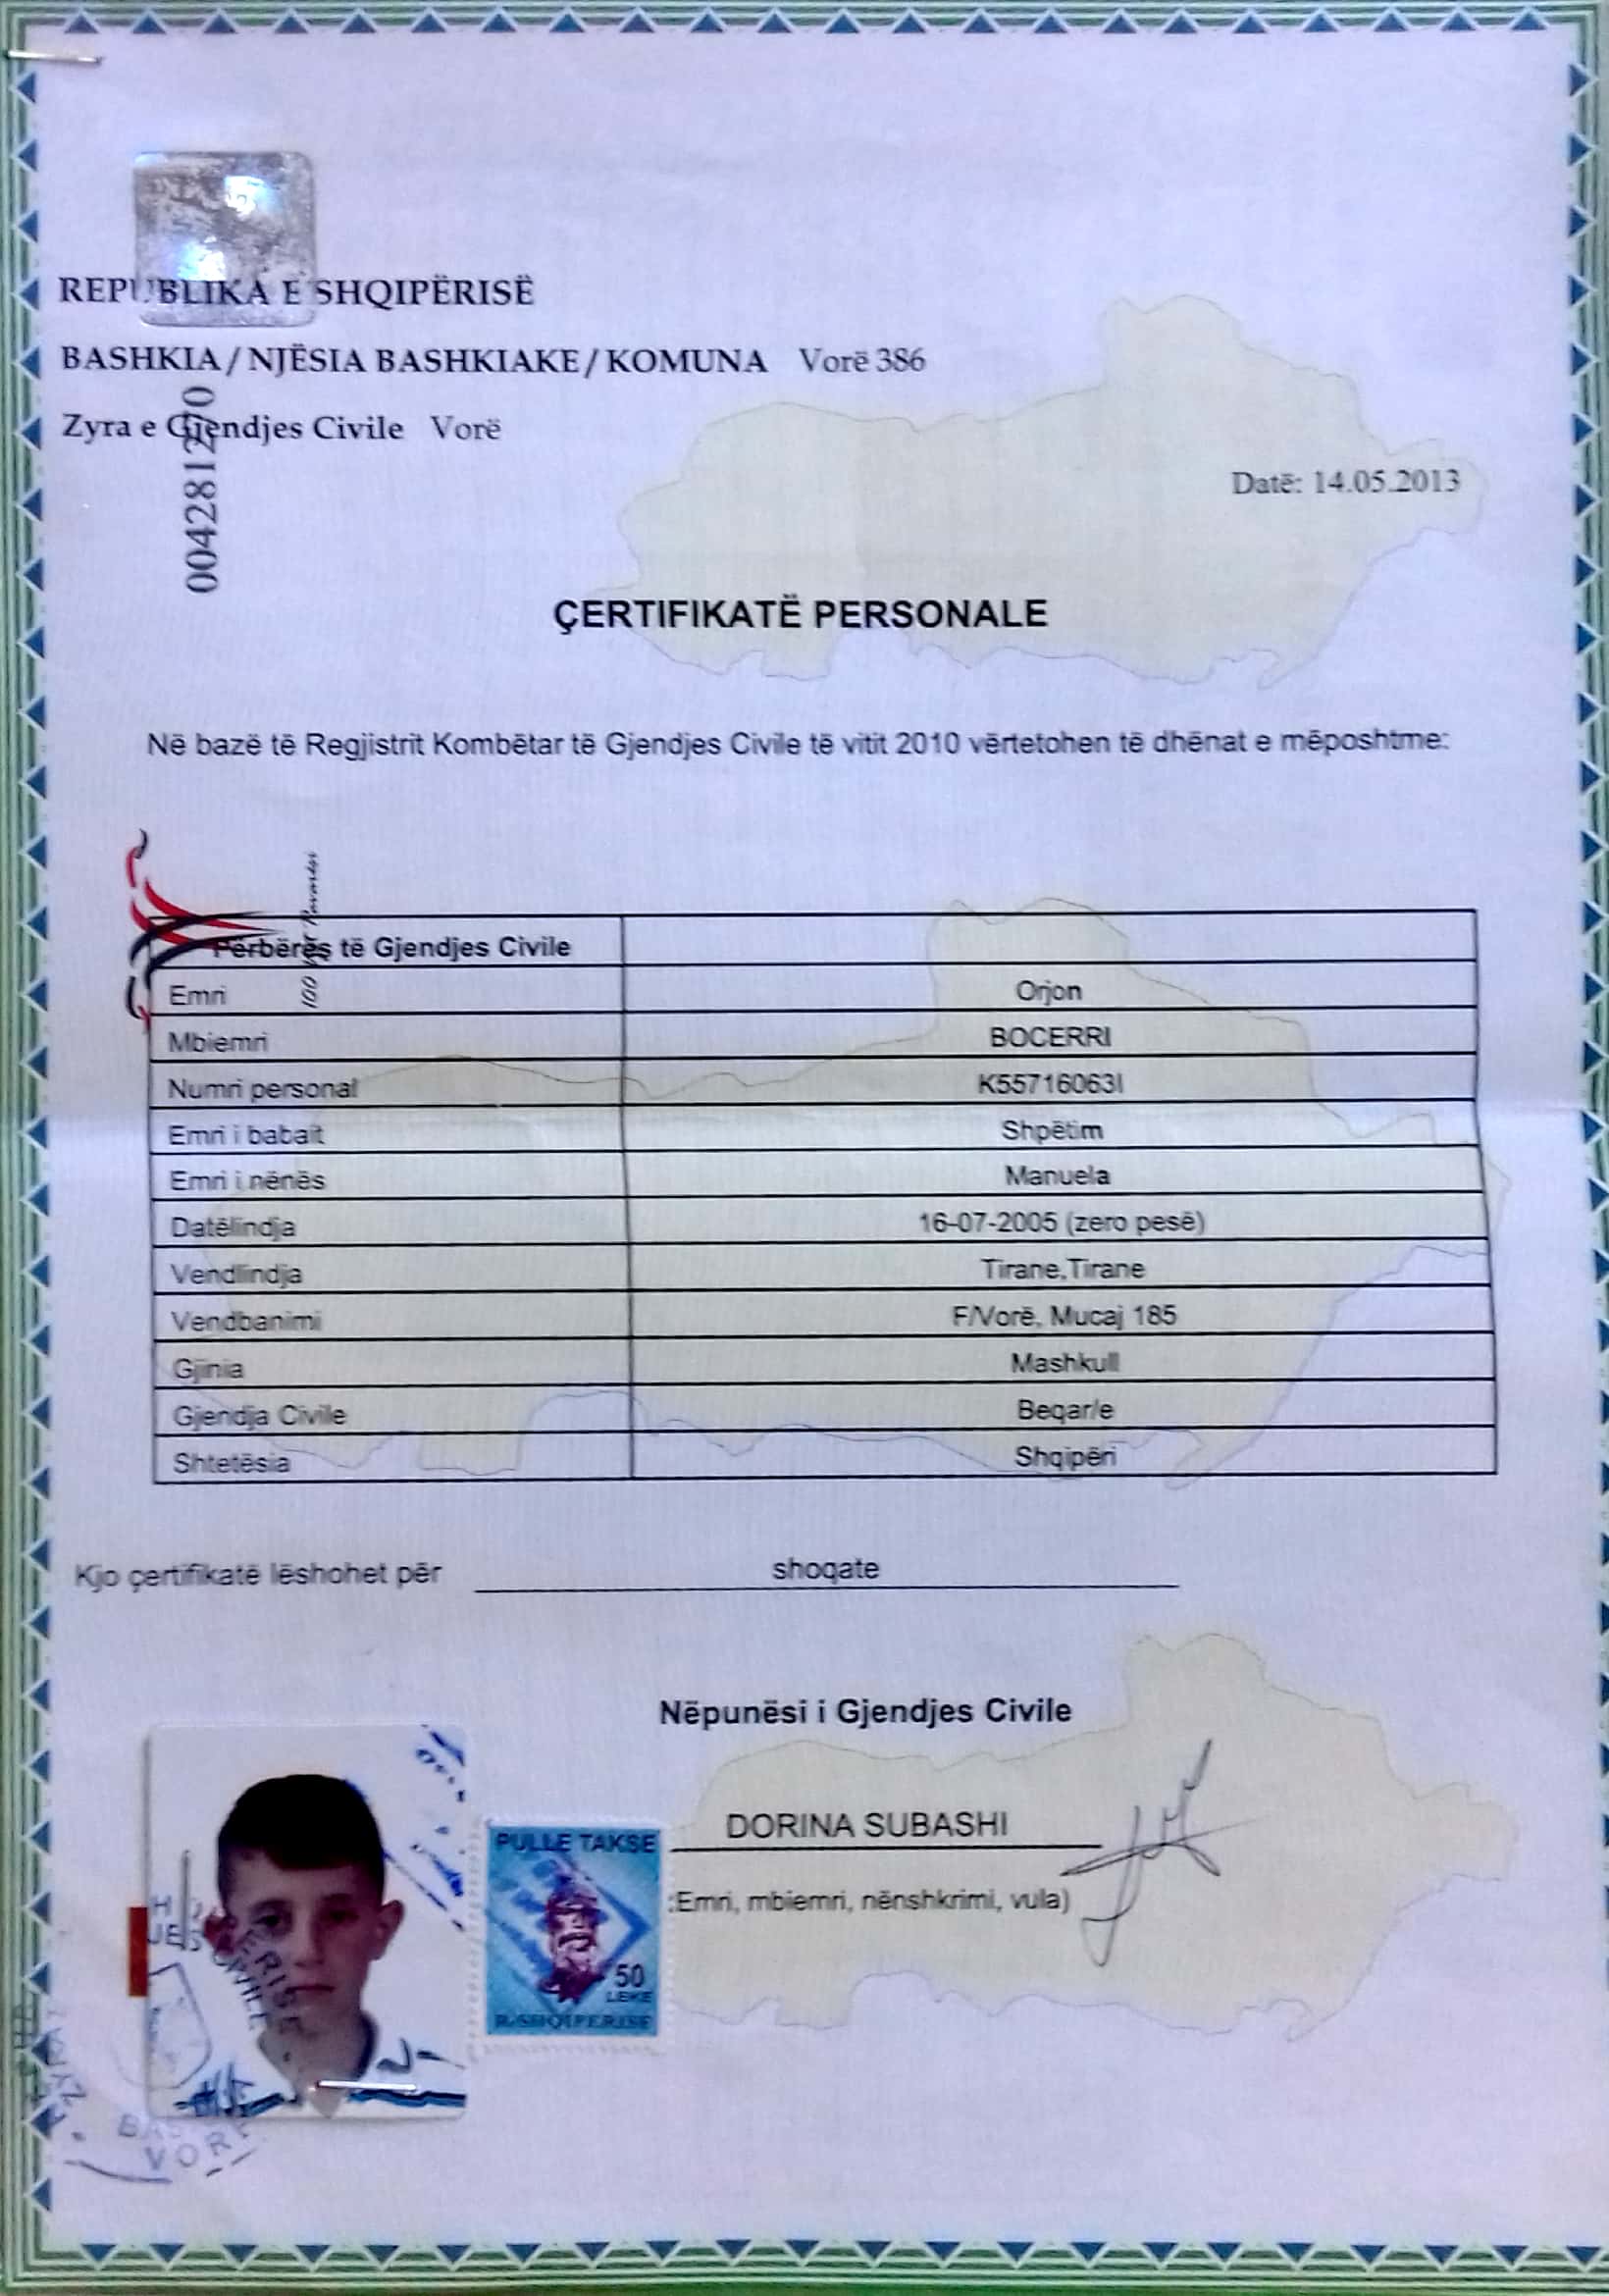 REPUBLIKA E SHQIPËRISË
BASHKIA / NJËSIA BASHKIAKE / KOMUNA Vorë 386
Zyra e Gjendjes Civile Vorë
004281270
Datë: 14.05.2013
ÇERTIFIKATË PERSONALE
Në bazë të Regjistrit Kombëtar të Gjendjes Civile të vitit 2010 vërtetohen të dhënat e mëposhtme:
100 Pavarësi
Përbërës të Gjendjes Civile
Emri Orjon
Mbiemri BOCERRI
Numri personal K55716063I
Emri i babait Shpëtim
Emri i nënës Manuela
Datëlindja 16-07-2005 (zero pesë)
Vendlindja Tirane,Tirane
Vendbanimi F/Vorë, Mucaj 185
Gjinia Mashkull
Gjendja Civile Beqar/e
Shtetësia Shqipëri
Kjo çertifikatë lëshohet për shoqate
Nëpunësi i Gjendjes Civile
DORINA SUBASHI
(Emri, mbiemri, nënshkrimi, vula)
PULLE TAKSE
50
LEKE
R.SHQIPERISE
VORË